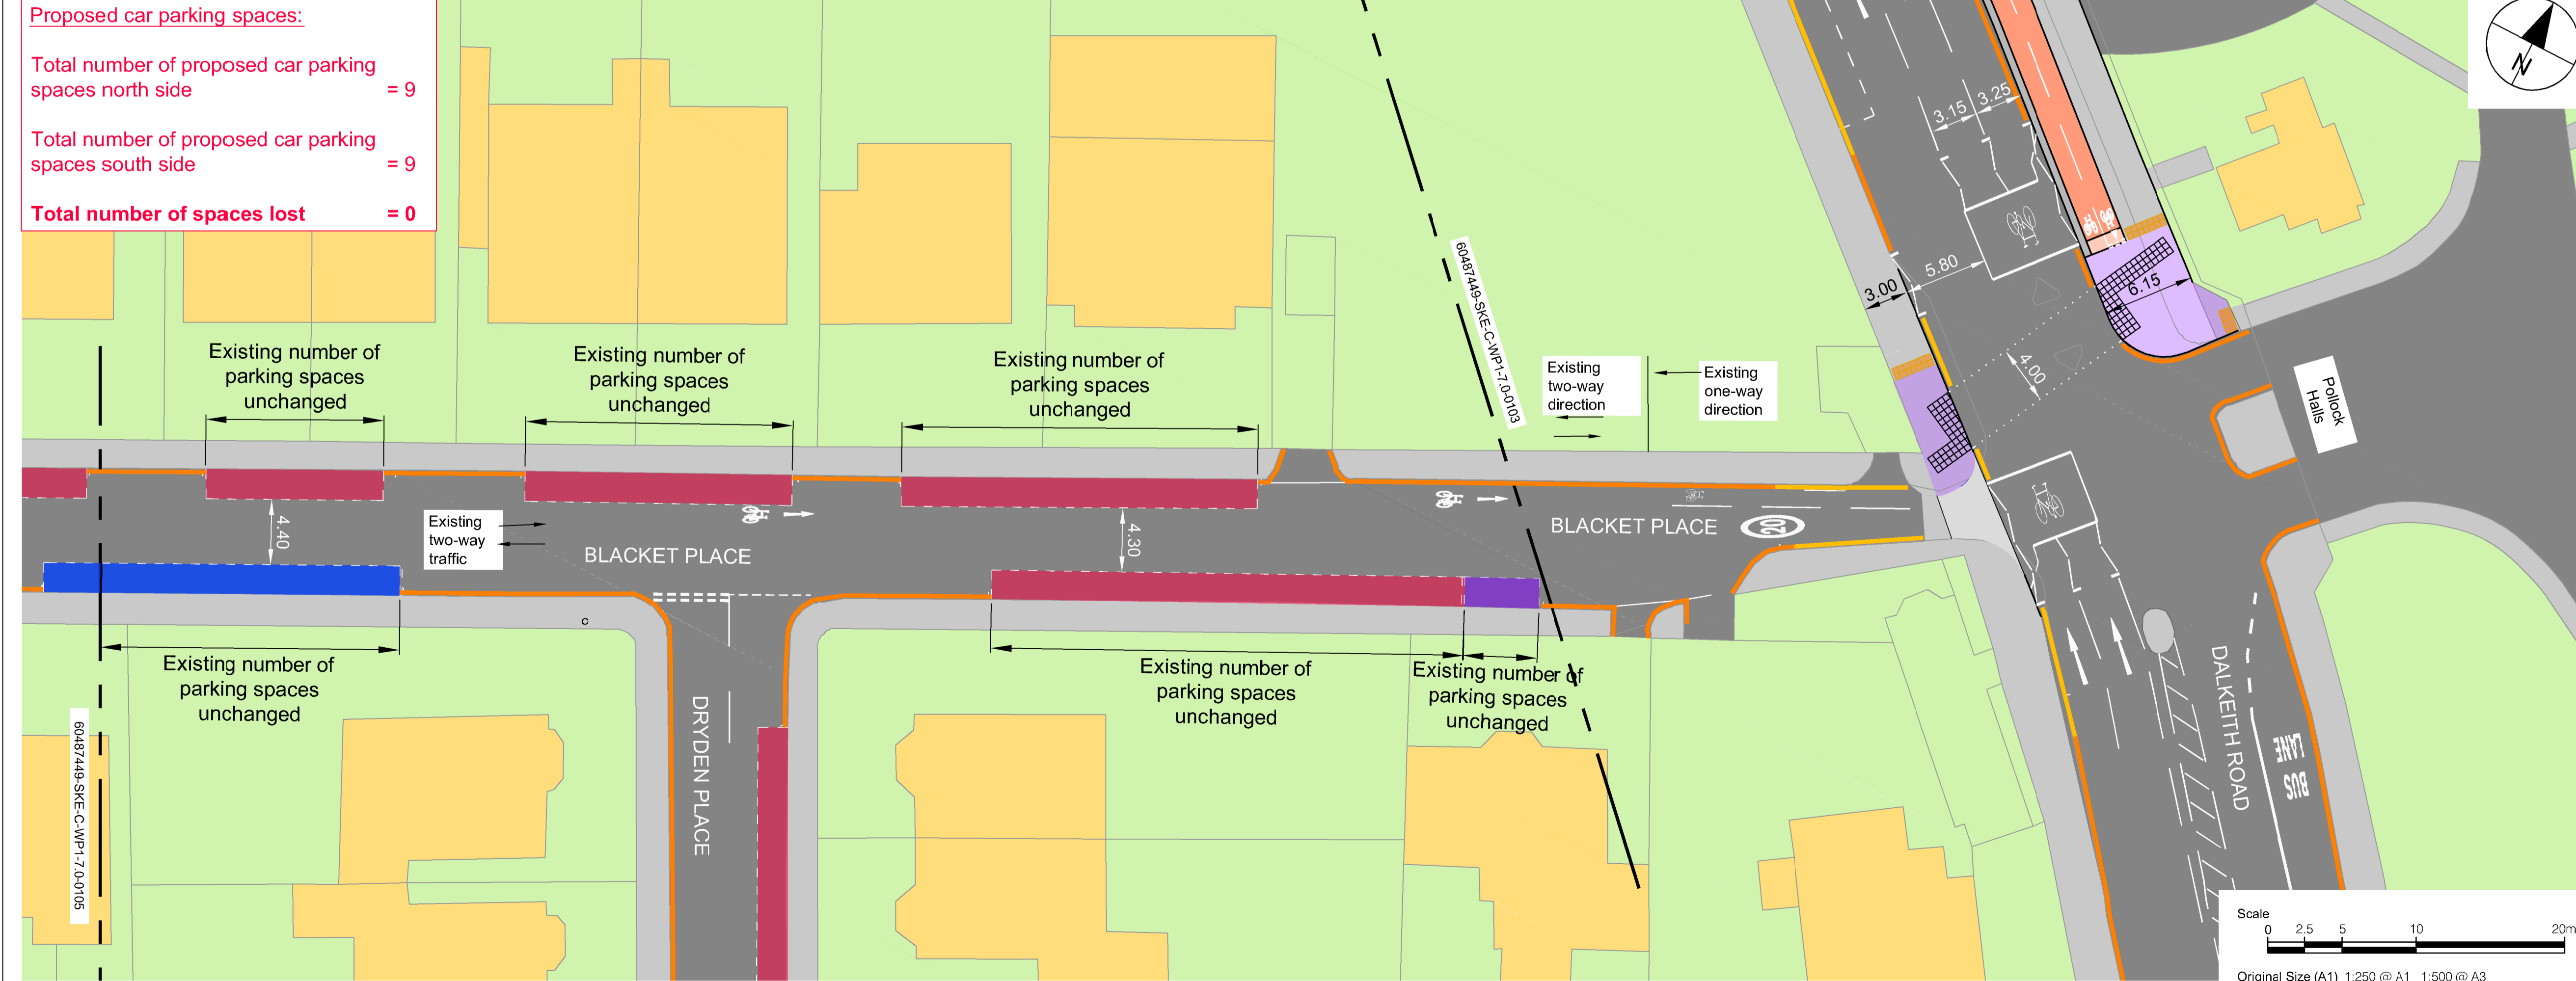 Proposed car parking spaces:
Total number of proposed car parking
spaces north side = 9
Total number of proposed car parking
spaces south side = 9
Total number of spaces lost = 0
N
3.15
3.25
5.80
3.00
6.15
4.00
60487449-SKE-C-WP1-7.0-0103
Existing number of
parking spaces
unchanged
Existing number of
parking spaces
unchanged
Existing number of
parking spaces
unchanged
Existing
two-way
direction
Existing
one-way
direction
Pollock
Halls
4.40
Existing
two-way
traffic
BLACKET PLACE
4.30
BLACKET PLACE
20
Existing number of
parking spaces
unchanged
Existing number of
parking spaces
unchanged
Existing number of
parking spaces
unchanged
DRYDEN PLACE
DALKEITH ROAD
BUS
LANE
60487449-SKE-C-WP1-7.0-0105
Scale
0 2.5 5 10 20m
Original Size (A1) 1:250 @ A1 1:500 @ A3